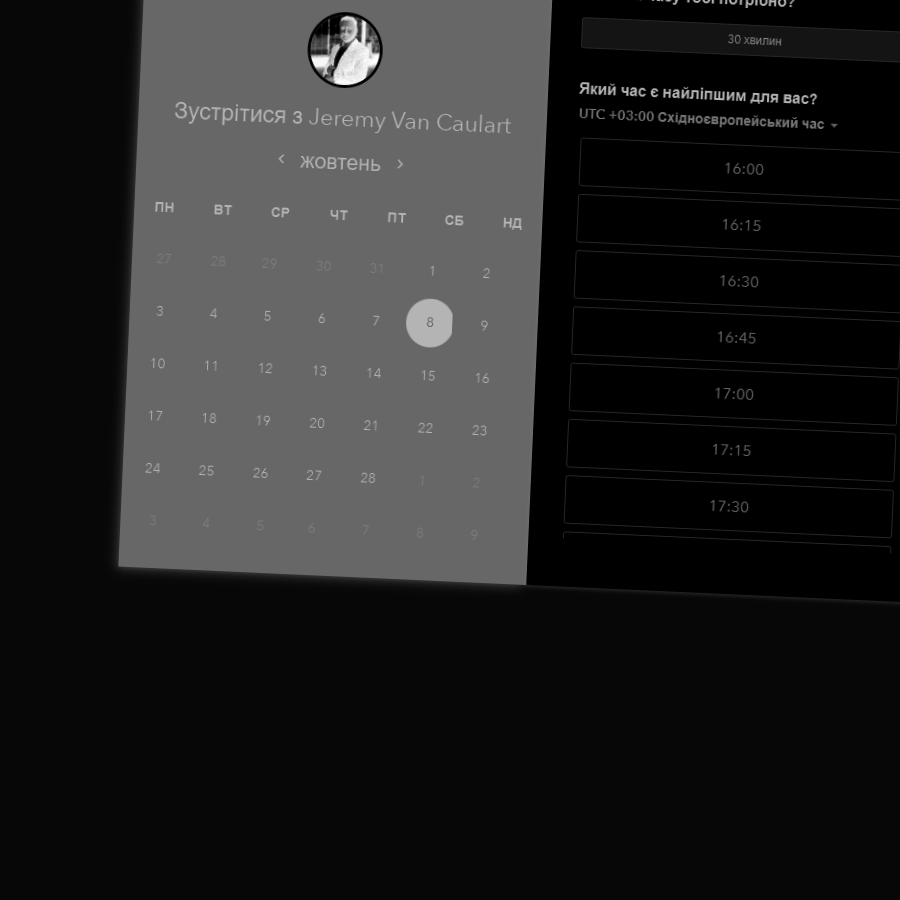 Зустрітися з Jeremy Van Caulart
‹ жовтень ›
ПН ВТ СР ЧТ ПТ СБ НД
27 28 29 30 31 1 2
3 4 5 6 7 8 9
10 11 12 13 14 15 16
17 18 19 20 21 22 23
24 25 26 27 28 1 2
3 4 5 6 7 8 9
потрібно?
30 хвилин
Який час є найліпшим для вас?
UTC +03:00 Східноєвропейський час
16:00
16:15
16:30
16:45
17:00
17:15
17:30